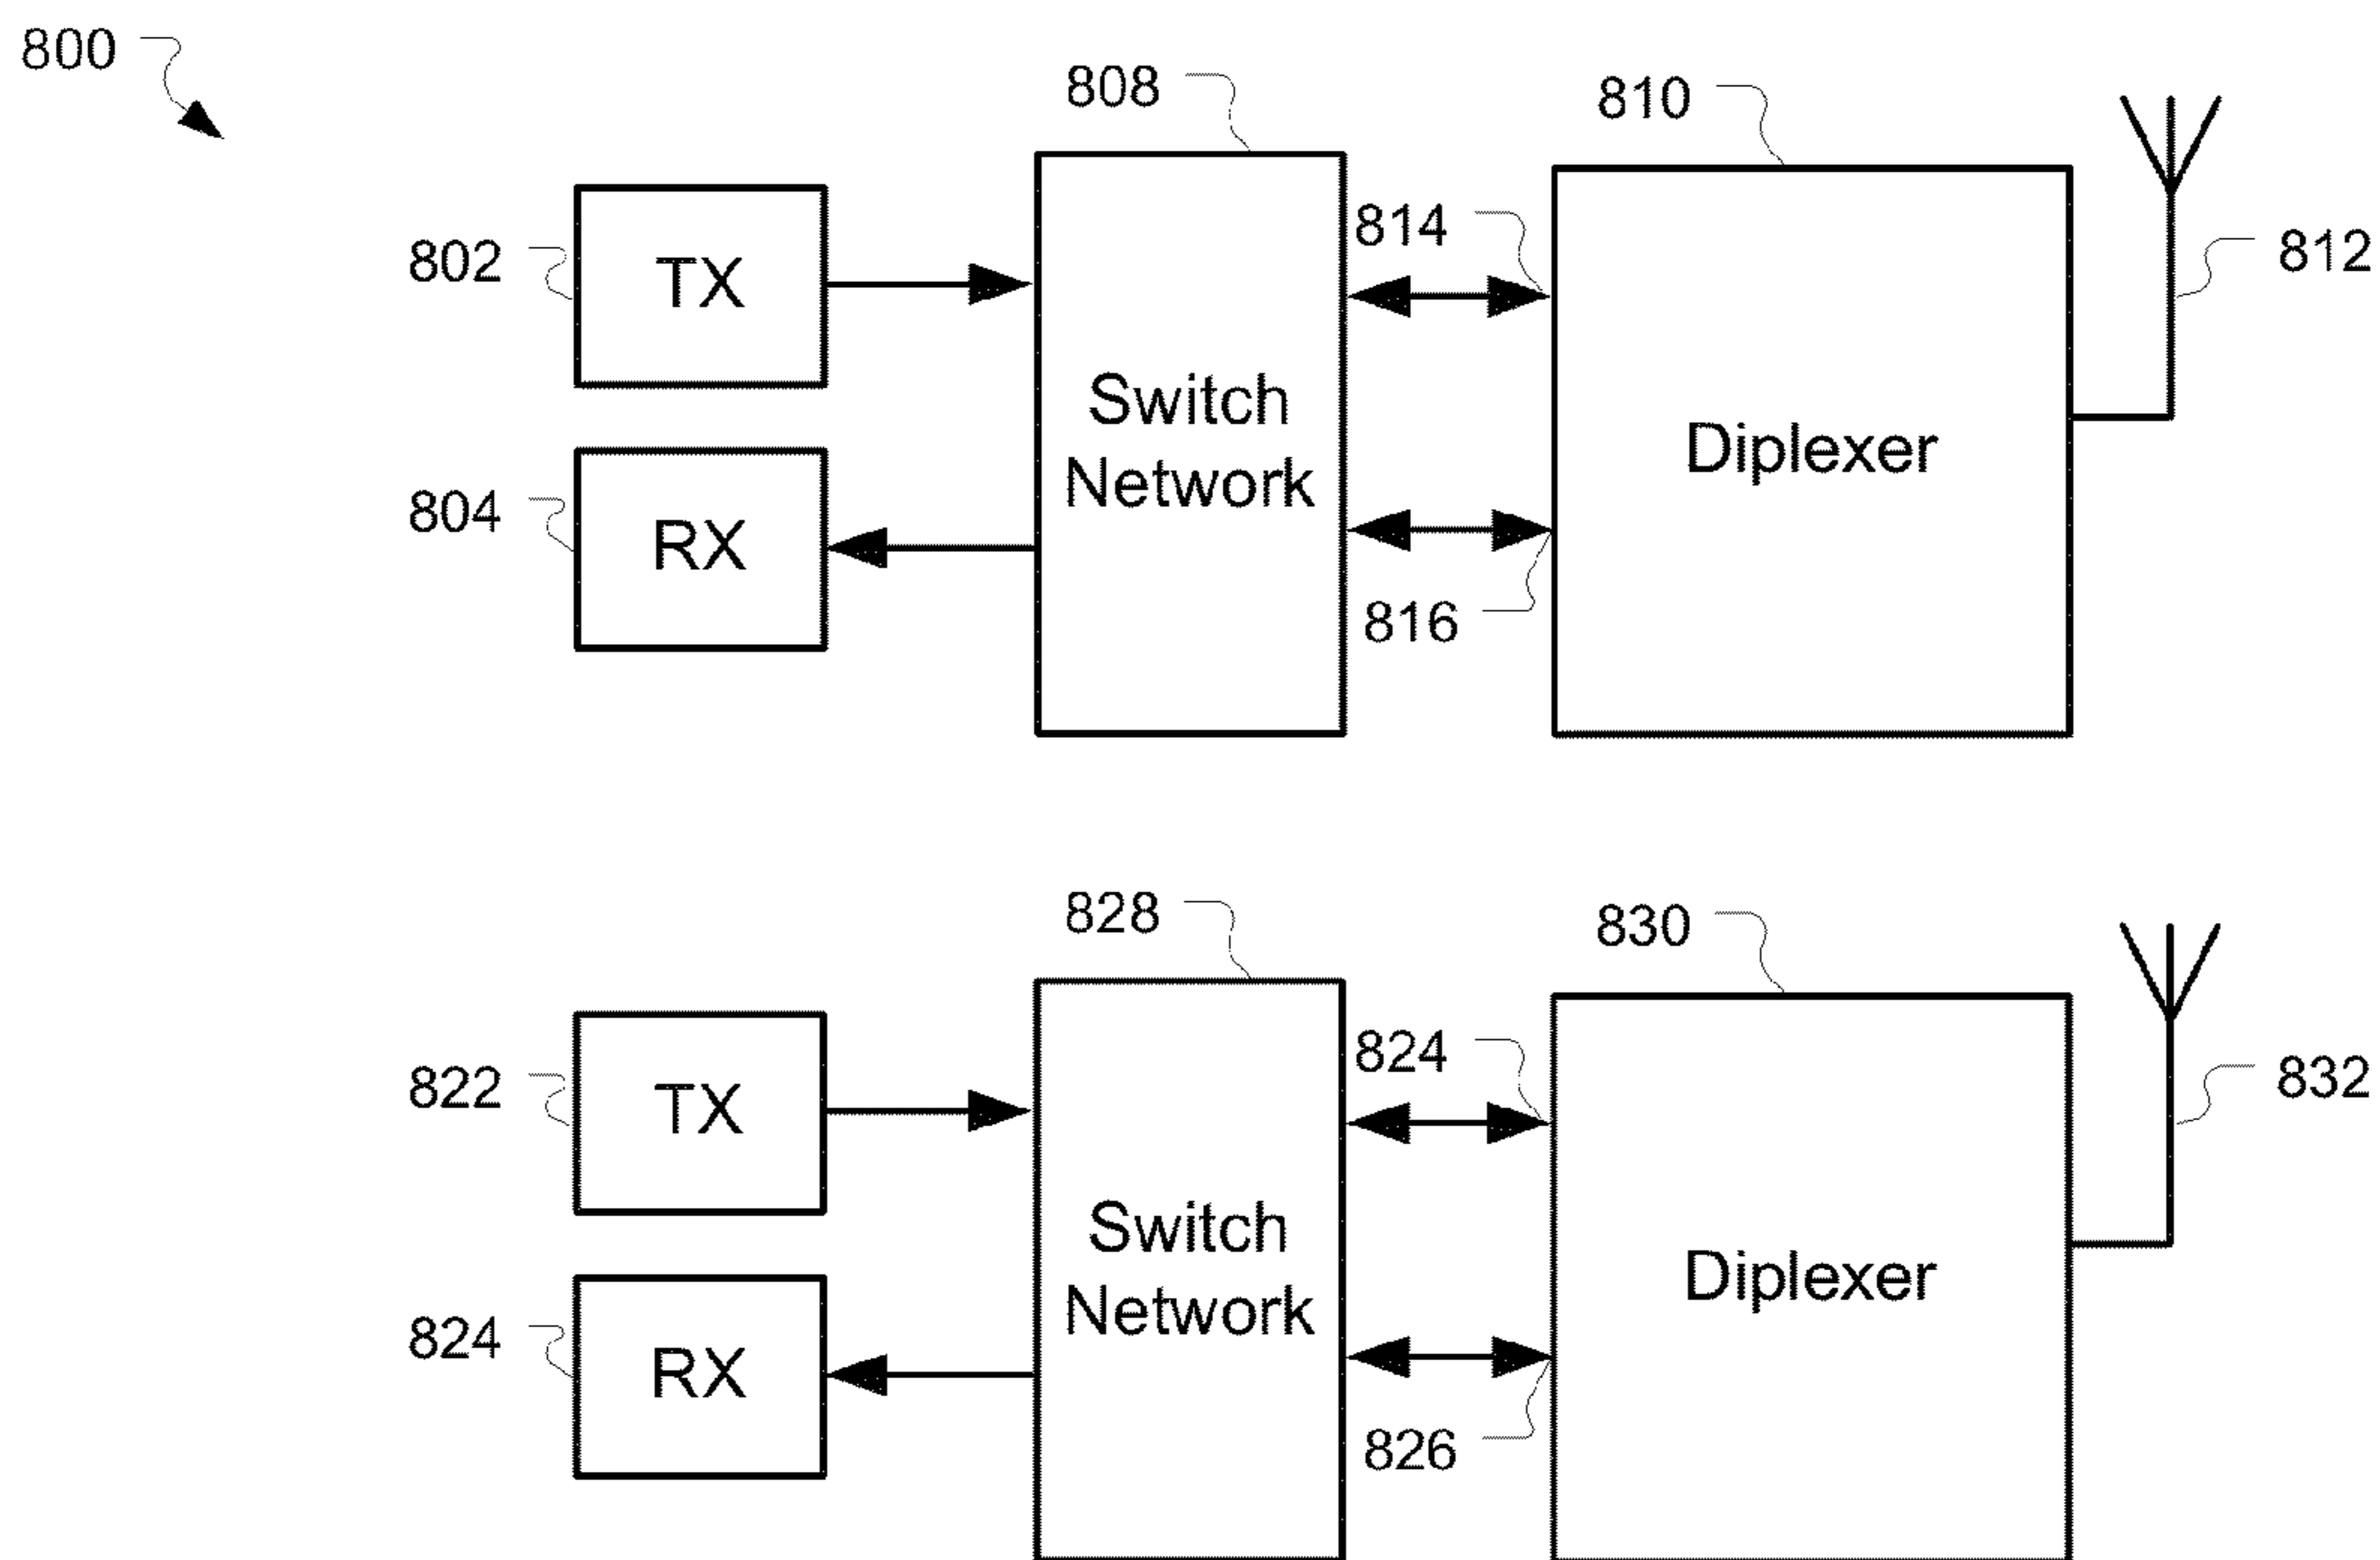 800
808
810
802
TX
814
812
Switch
Network
Diplexer
804
RX
816
828
830
822
TX
824
832
Switch
Network
Diplexer
824
RX
826